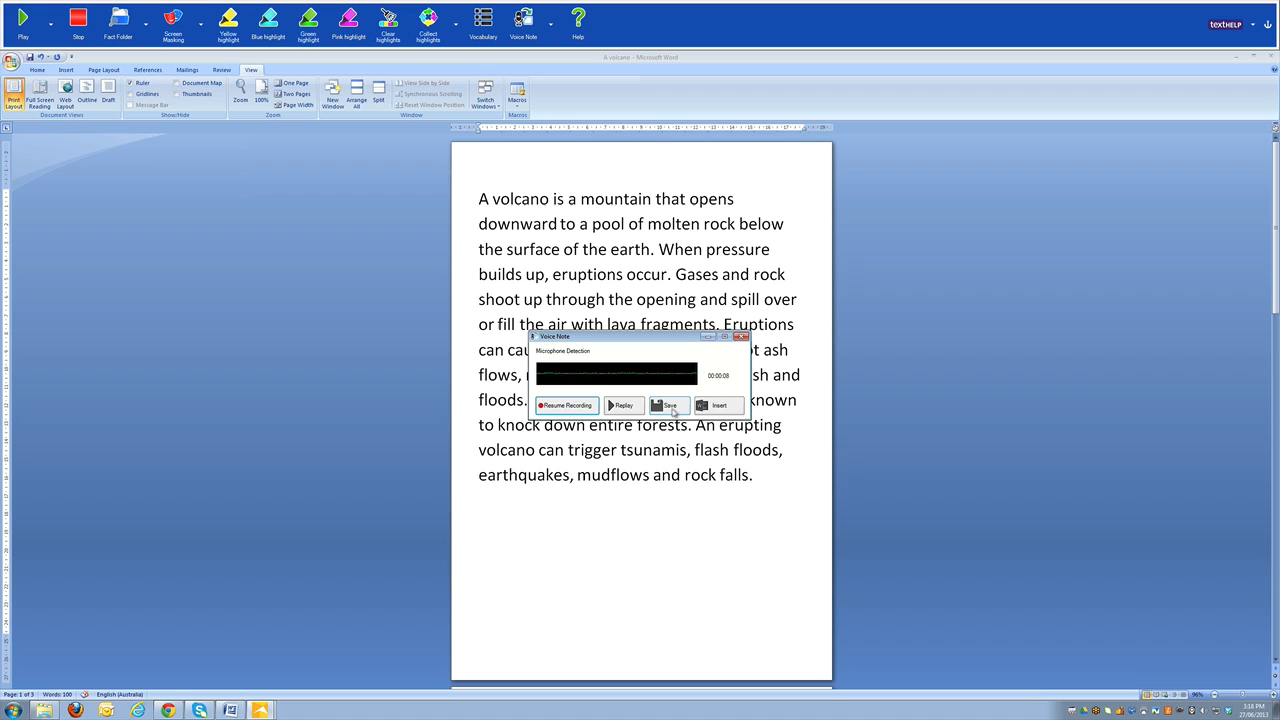 Play
Stop
Fact Folder
Screen Masking
Yellow highlight
Blue highlight
Green highlight
Pink highlight
Clear highlights
Collect highlights
Vocabulary
Voice Note
Help
textHELP
A volcano - Microsoft Word
Home Insert Page Layout References Mailings Review View
Print Layout
Full Screen Reading
Web Layout
Outline
Draft
Document Views
Ruler
Gridlines
Message Bar
Document Map
Thumbnails
Show/Hide
Zoom
100%
One Page
Two Pages
Page Width
Zoom
New Window
Arrange All
Split
View Side by Side
Synchronous Scrolling
Reset Window Position
Switch Windows
Window
Macros
Macros
A volcano is a mountain that opens
downward to a pool of molten rock below
the surface of the earth. When pressure
builds up, eruptions occur. Gases and rock
shoot up through the opening and spill over
or fill the air with lava fragments. Eruptions
can cau
t ash
flows,
sh and
floods.
known
to knock down entire forests. An erupting
volcano can trigger tsunamis, flash floods,
earthquakes, mudflows and rock falls.
Voice Note
Microphone Detection
00:00:08
Resume Recording
Replay
Save
Insert
Page: 1 of 3 Words: 100 English (Australia)
96%
3:18 PM
27/06/2013